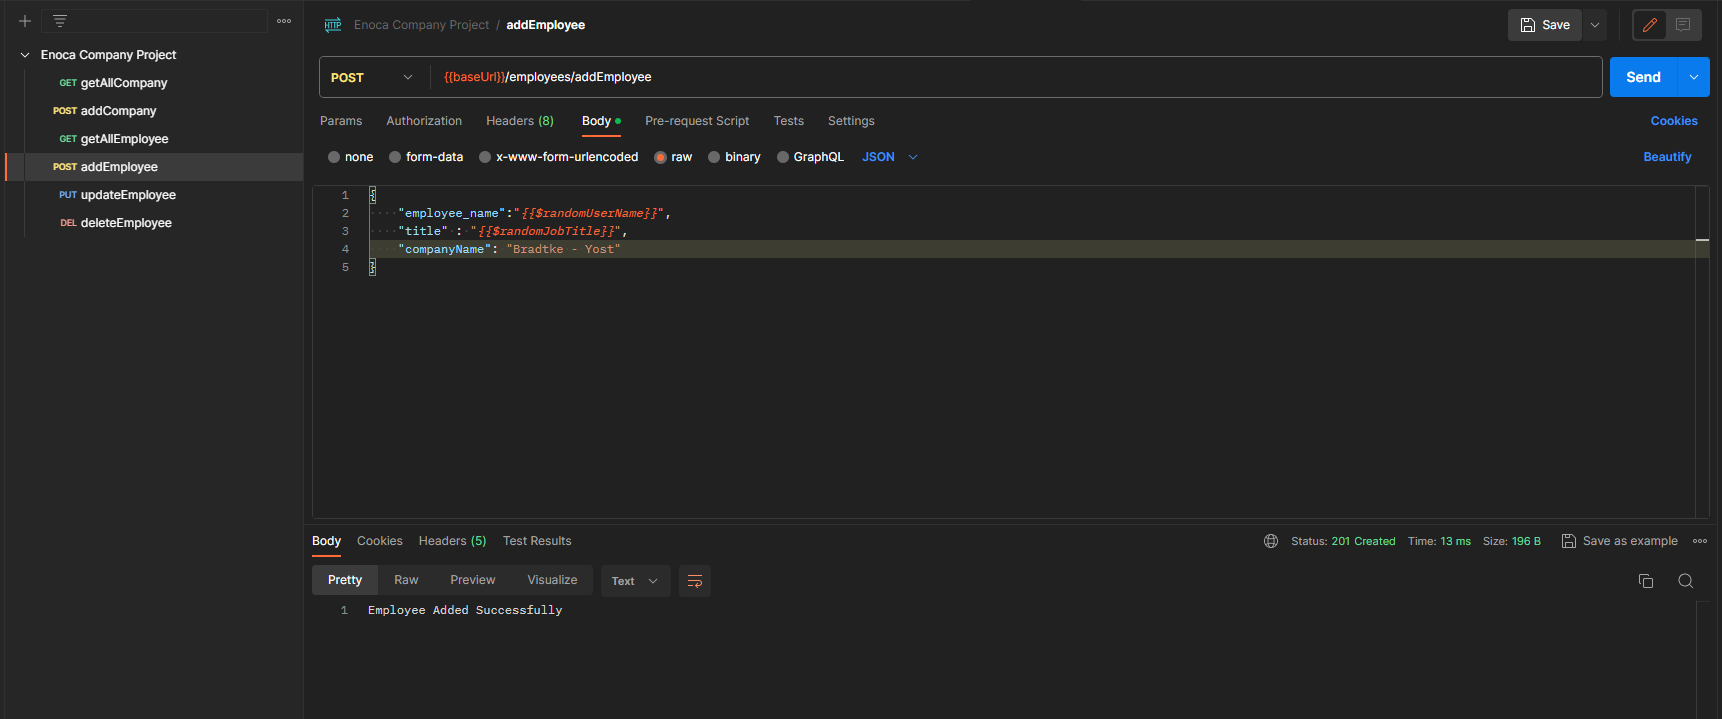 Enoca Company Project
GET getAllCompany
POST addCompany
GET getAllEmployee
POST addEmployee
PUT updateEmployee
DEL deleteEmployee
HTTP Enoca Company Project / addEmployee
Save
POST {{baseUrl}}/employees/addEmployee
Send
Params Authorization Headers (8) Body Pre-request Script Tests Settings Cookies
none form-data x-www-form-urlencoded raw binary GraphQL JSON Beautify
1 {
2 "employee_name":"{{$randomUserName}}",
3 "title" : "{{$randomJobTitle}}",
4 "companyName": "Bradtke - Yost"
5 }
Body Cookies Headers (5) Test Results Status: 201 Created Time: 13 ms Size: 196 B Save as example
Pretty Raw Preview Visualize Text
1 Employee Added Successfully